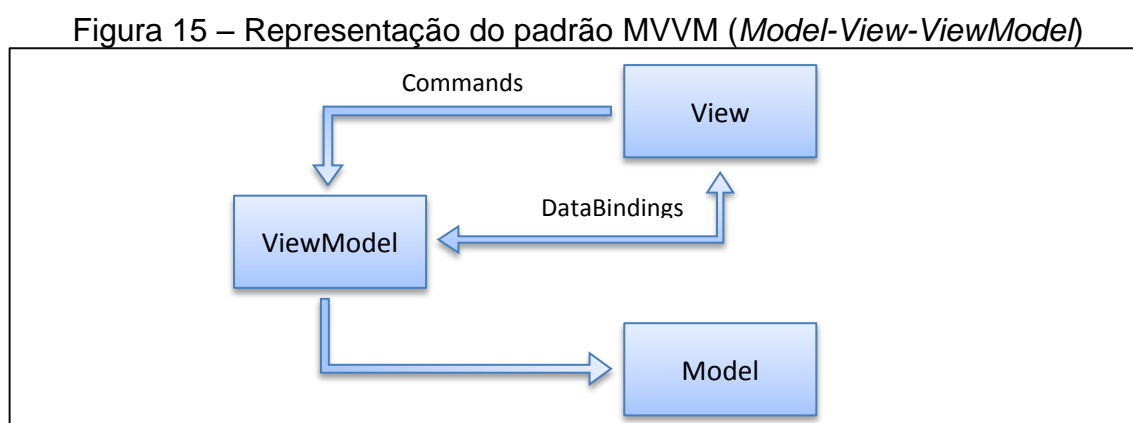 Figura 15 – Representação do padrão MVVM (Model-View-ViewModel)
Commands
View
DataBindings
ViewModel
Model